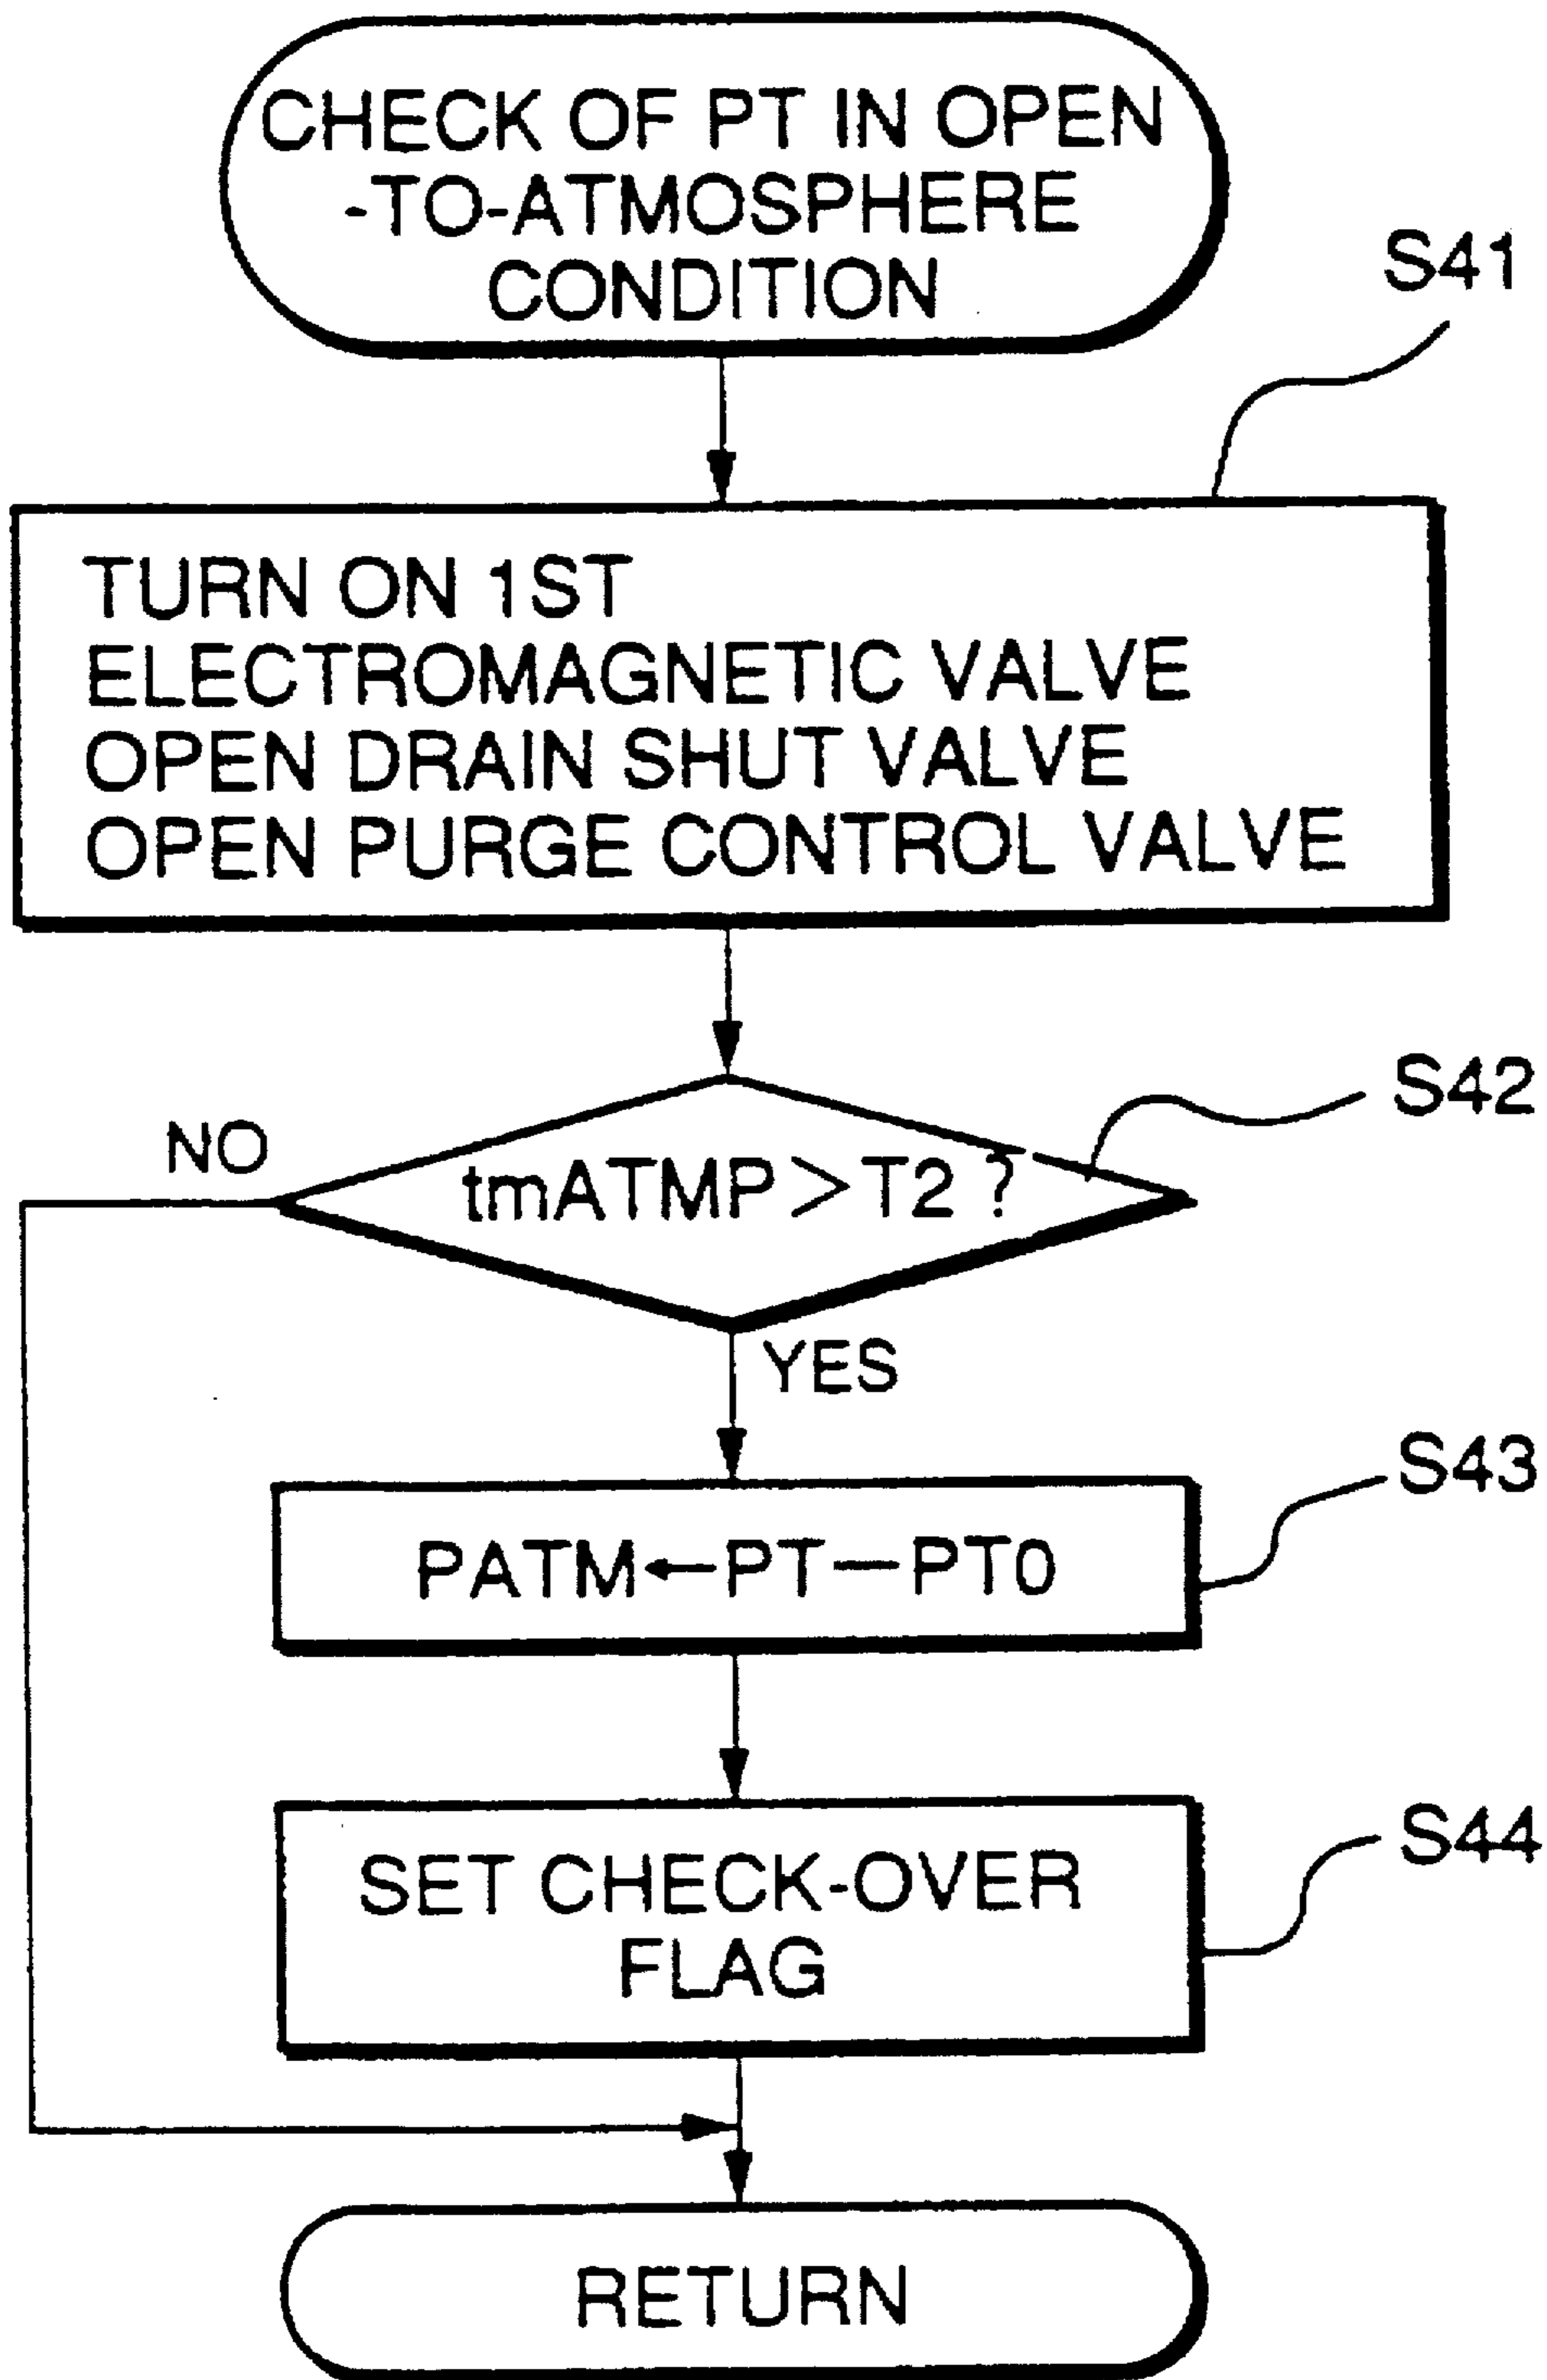 CHECK OF PT IN OPEN
-TO-ATMOSPHERE
CONDITION
S41
TURN ON 1ST
ELECTROMAGNETIC VALVE
OPEN DRAIN SHUT VALVE
OPEN PURGE CONTROL VALVE
S42
NO
tmATMP>T2 ?
YES
S43
PATM←PT—PT0
S44
SET CHECK-OVER
FLAG
RETURN